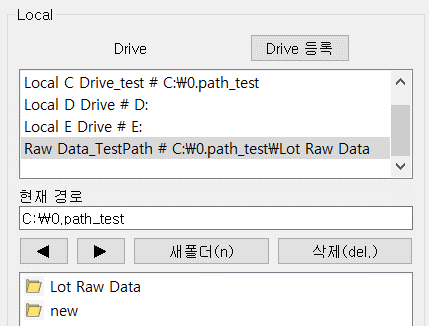 Local
Drive
Drive 등록
Local C Drive_test # C:₩0.path_test
Local D Drive # D:
Local E Drive # E:
Raw Data_TestPath # C:₩0.path_test₩Lot Raw Data
현재 경로
C:₩0.path_test
◀ ▶ 새폴더(n) 삭제(del.)
Lot Raw Data
new